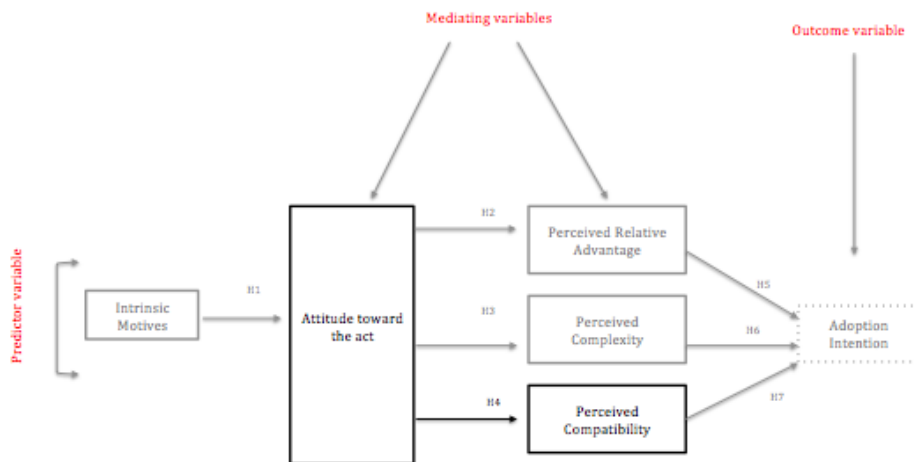 Mediating variables
Outcome variable
Predictor variable
H1
H2
H3
H4
Intrinsic
Motives
Attitude toward
the act
Perceived Relative
Advantage
Perceived
Complexity
Perceived
Compatibility
H5
H6
H7
Adoption
Intention